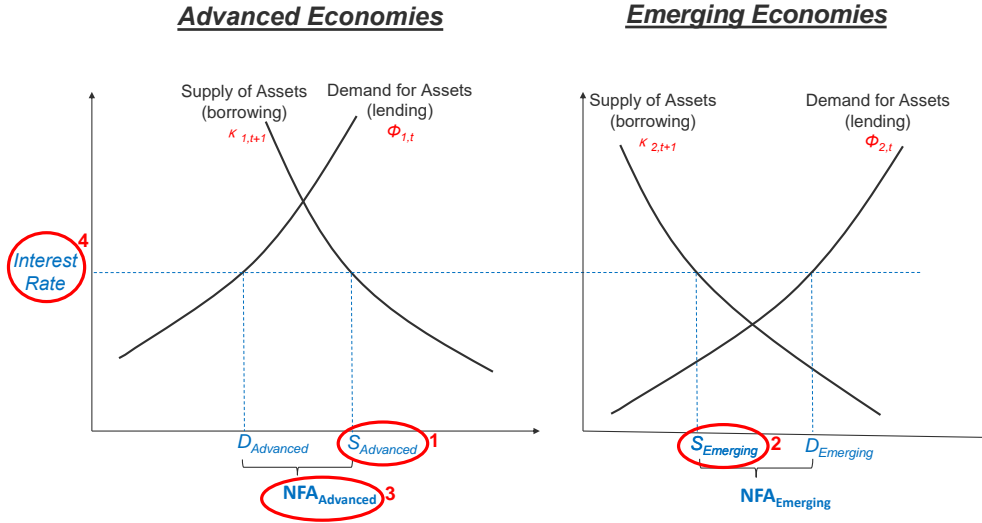 Advanced Economies
Emerging Economies
Supply of Assets
(borrowing)
κ 1,t+1
Demand for Assets
(lending)
Φ1,t
Supply of Assets
(borrowing)
κ 2,t+1
Demand for Assets
(lending)
Φ2,t
4
Interest
Rate
DAdvanced
SAdvanced
1
NFAAdvanced
3
SEmerging
2
DEmerging
NFAEmerging